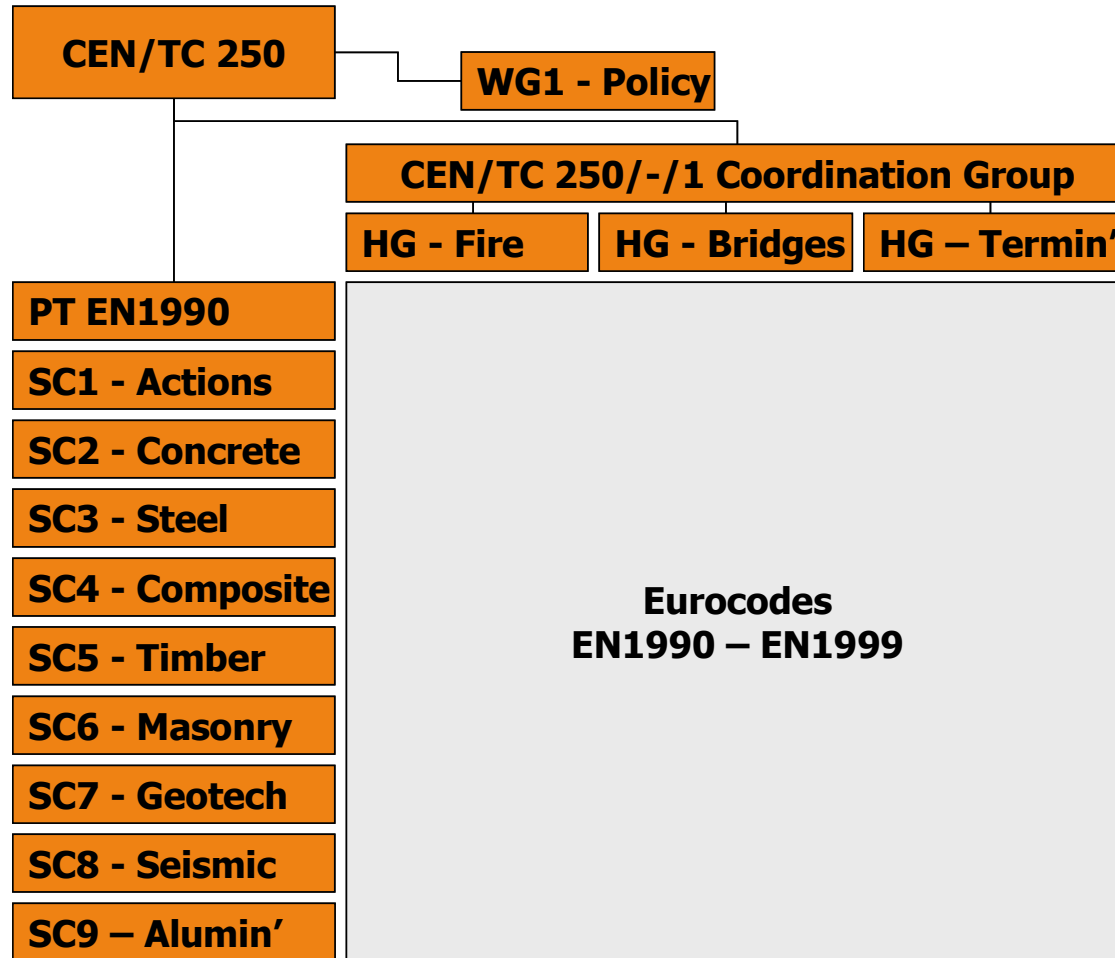 CEN/TC 250
WG1 - Policy
CEN/TC 250/-/1 Coordination Group
HG - Fire
HG - Bridges
HG – Termin’
PT EN1990
SC1 - Actions
SC2 - Concrete
SC3 - Steel
SC4 - Composite
SC5 - Timber
SC6 - Masonry
SC7 - Geotech
SC8 - Seismic
SC9 – Alumin’
Eurocodes
EN1990 – EN1999